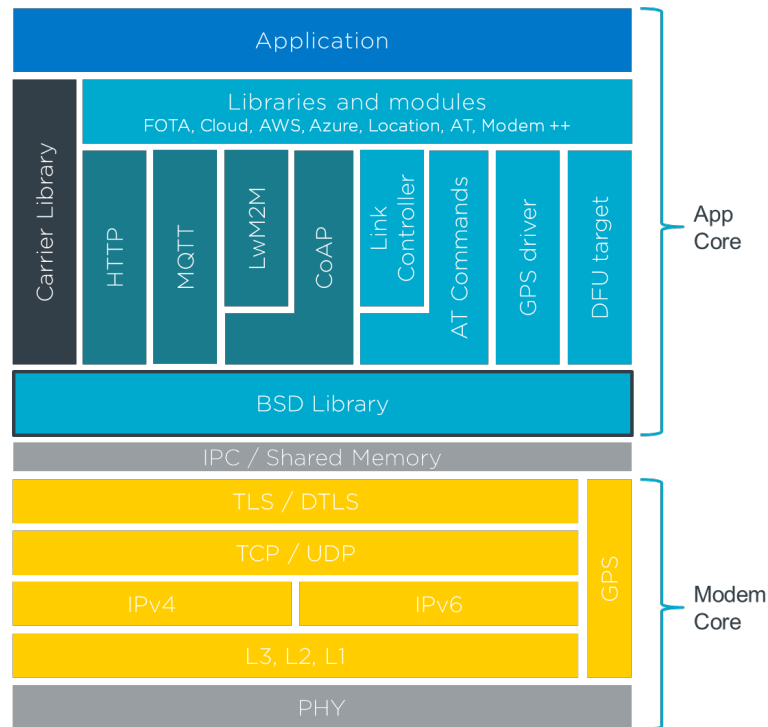 Application
Carrier Library
Libraries and modules
FOTA, Cloud, AWS, Azure, Location, AT, Modem ++
HTTP
MQTT
LwM2M
CoAP
Link
Controller
AT Commands
GPS driver
DFU target
App
Core
BSD Library
IPC / Shared Memory
TLS / DTLS
TCP / UDP
IPv4
IPv6
GPS
L3, L2, L1
PHY
Modem
Core